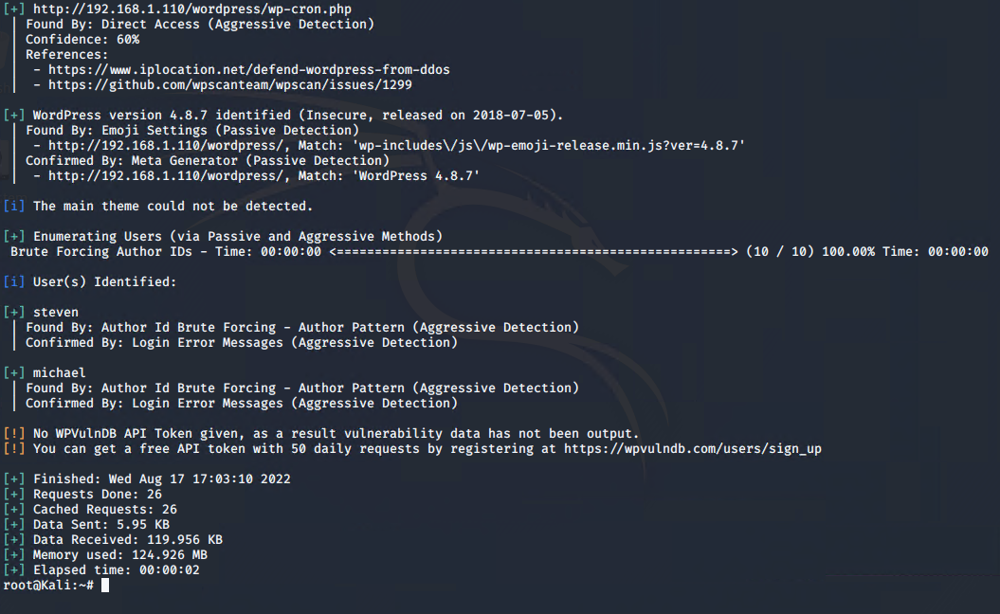 [+] http://192.168.1.110/wordpress/wp-cron.php
| Found By: Direct Access (Aggressive Detection)
| Confidence: 60%
| References:
|  - https://www.iplocation.net/defend-wordpress-from-ddos
|  - https://github.com/wpscanteam/wpscan/issues/1299
[+] WordPress version 4.8.7 identified (Insecure, released on 2018-07-05).
| Found By: Emoji Settings (Passive Detection)
|  - http://192.168.1.110/wordpress/, Match: 'wp-includes\/js\/wp-emoji-release.min.js?ver=4.8.7'
| Confirmed By: Meta Generator (Passive Detection)
|  - http://192.168.1.110/wordpress/, Match: 'WordPress 4.8.7'
[i] The main theme could not be detected.
[+] Enumerating Users (via Passive and Aggressive Methods)
Brute Forcing Author IDs - Time: 00:00:00 <====================================================> (10 / 10) 100.00% Time: 00:00:00
[i] User(s) Identified:
[+] steven
| Found By: Author Id Brute Forcing - Author Pattern (Aggressive Detection)
| Confirmed By: Login Error Messages (Aggressive Detection)
[+] michael
| Found By: Author Id Brute Forcing - Author Pattern (Aggressive Detection)
| Confirmed By: Login Error Messages (Aggressive Detection)
[!] No WPVulnDB API Token given, as a result vulnerability data has not been output.
[!] You can get a free API token with 50 daily requests by registering at https://wpvulndb.com/users/sign_up
[+] Finished: Wed Aug 17 17:03:10 2022
[+] Requests Done: 26
[+] Cached Requests: 26
[+] Data Sent: 5.95 KB
[+] Data Received: 119.956 KB
[+] Memory used: 124.926 MB
[+] Elapsed time: 00:00:02
root@Kali:~#